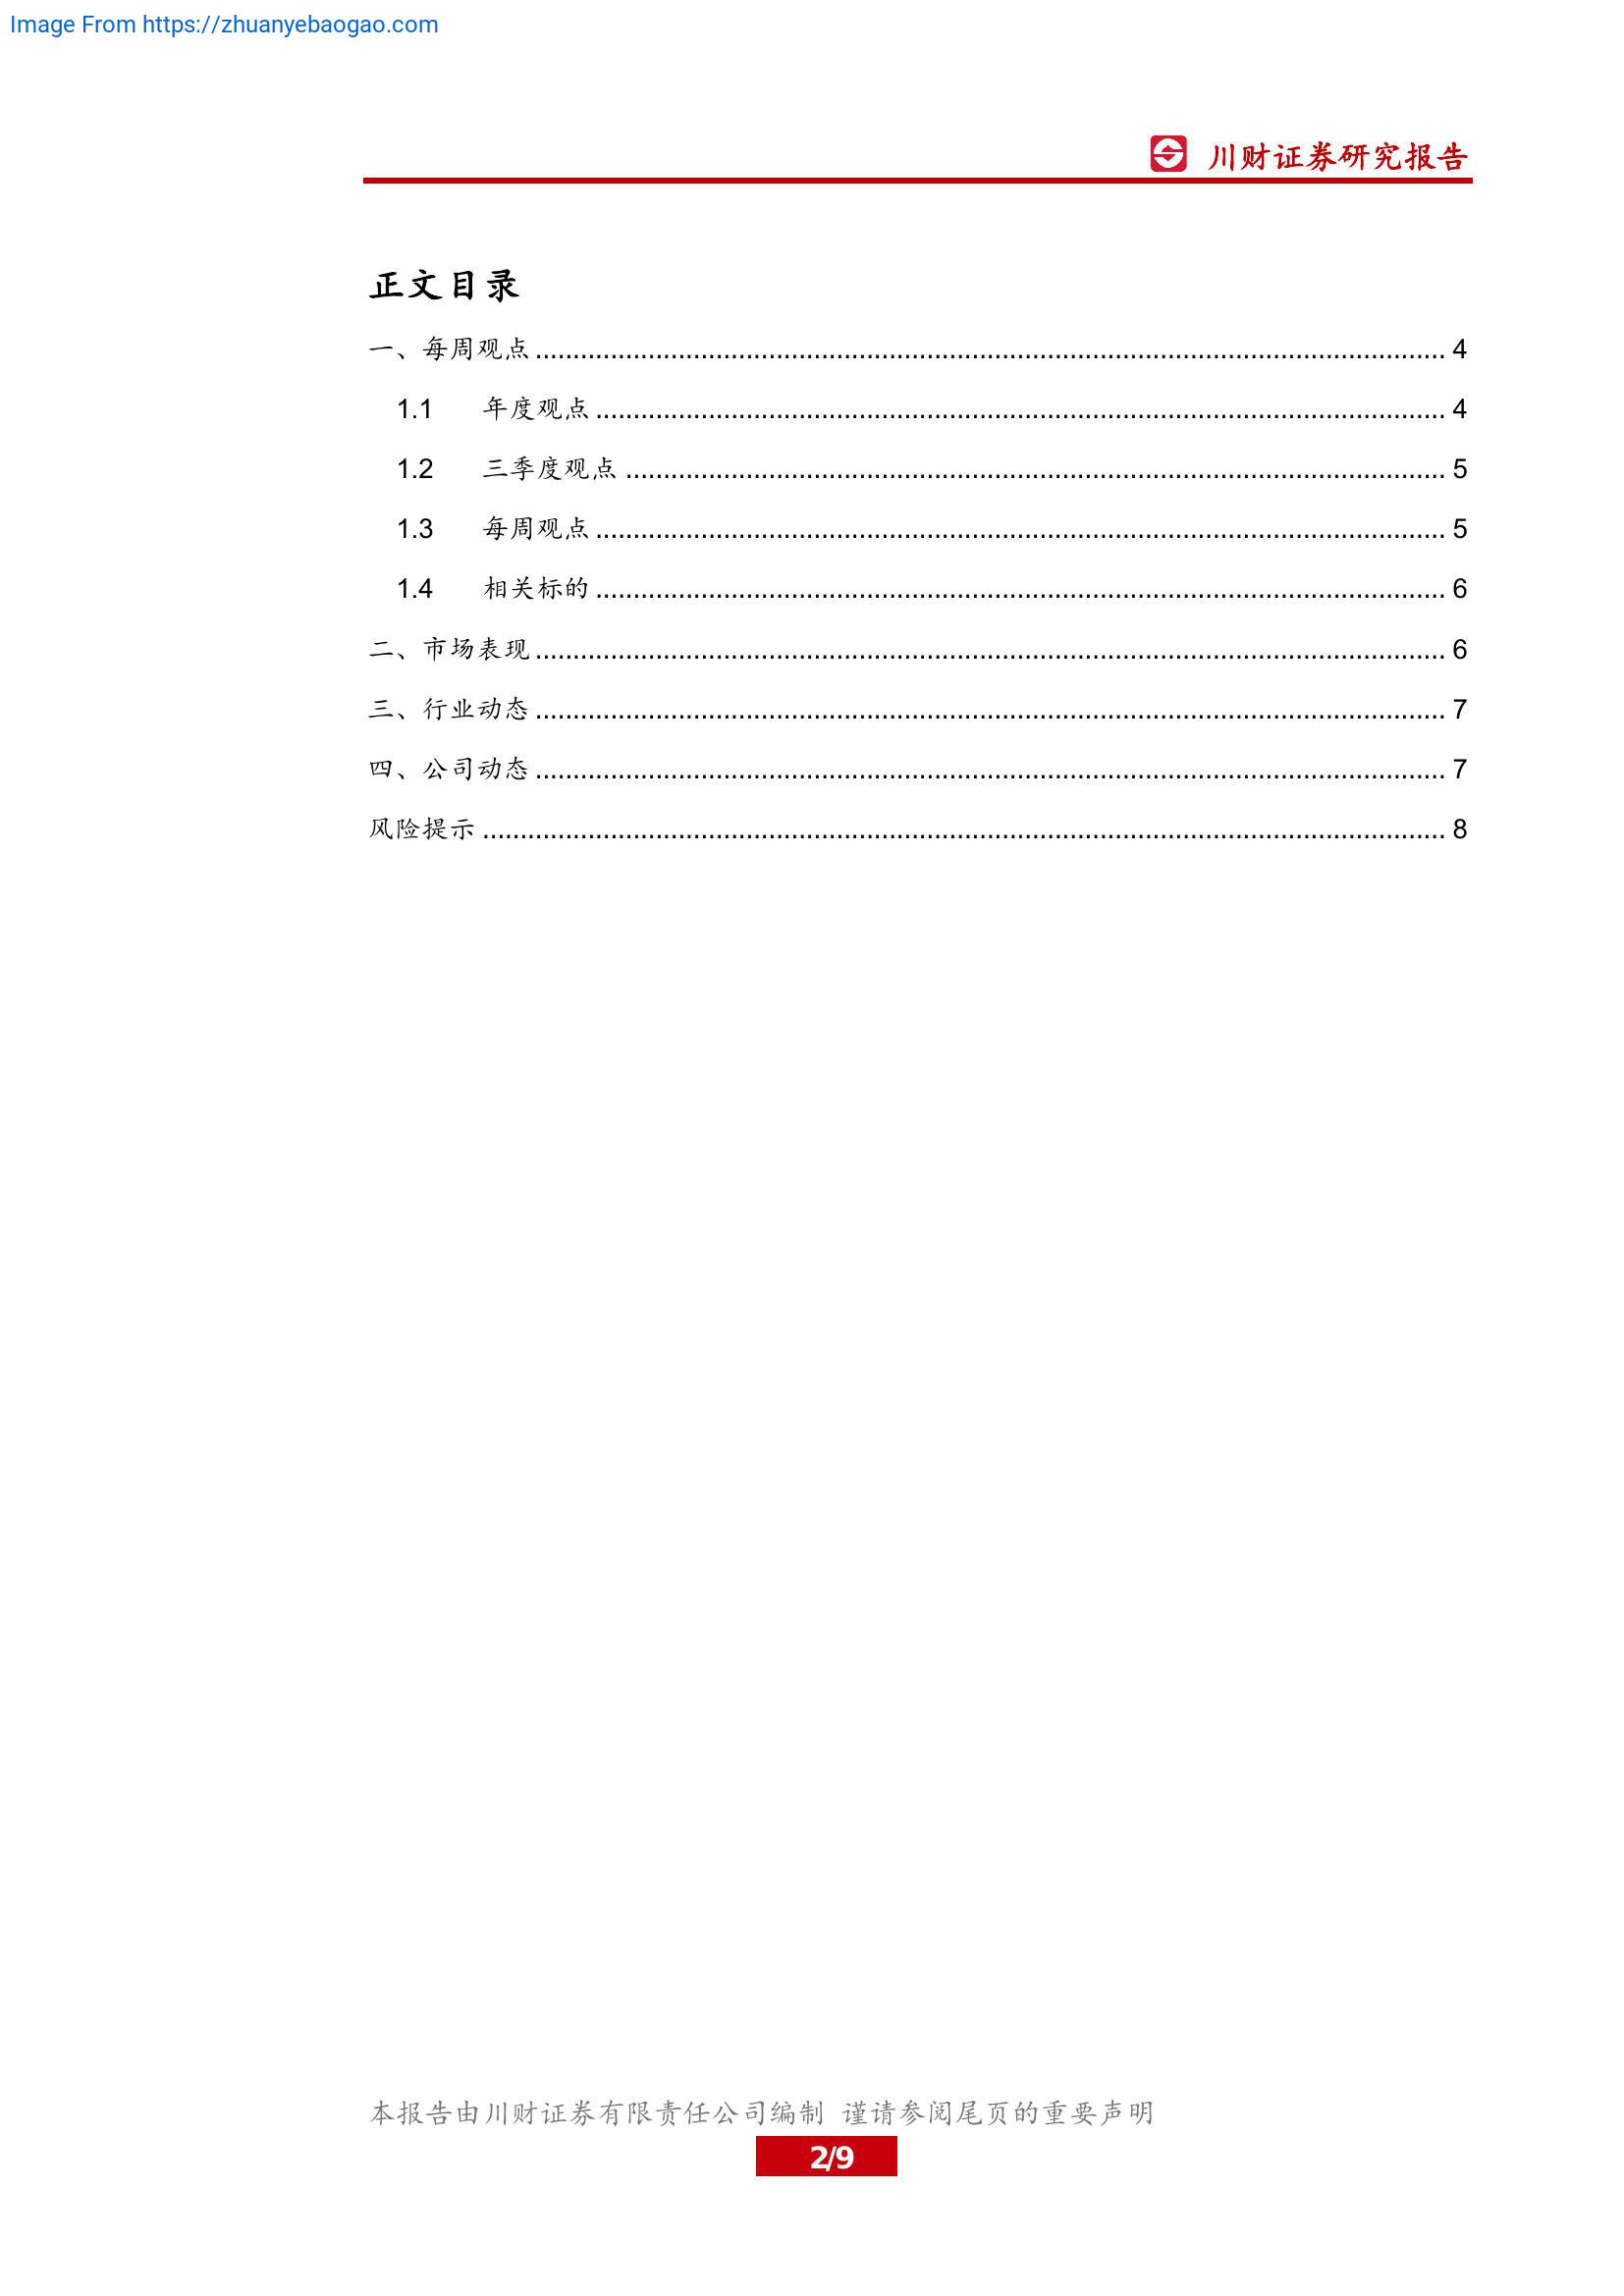 Image From https://zhuanyebaogao.com
川财证券研究报告
正文目录
一、每周观点 ........................................................................................................................ 4
1.1 年度观点 ................................................................................................................ 4
1.2 三季度观点 ............................................................................................................ 5
1.3 每周观点 ................................................................................................................ 5
1.4 相关标的 ................................................................................................................ 6
二、市场表现 ........................................................................................................................ 6
三、行业动态 ........................................................................................................................ 7
四、公司动态 ........................................................................................................................ 7
风险提示 ............................................................................................................................... 8
本报告由川财证券有限责任公司编制 谨请参阅尾页的重要声明
2/9